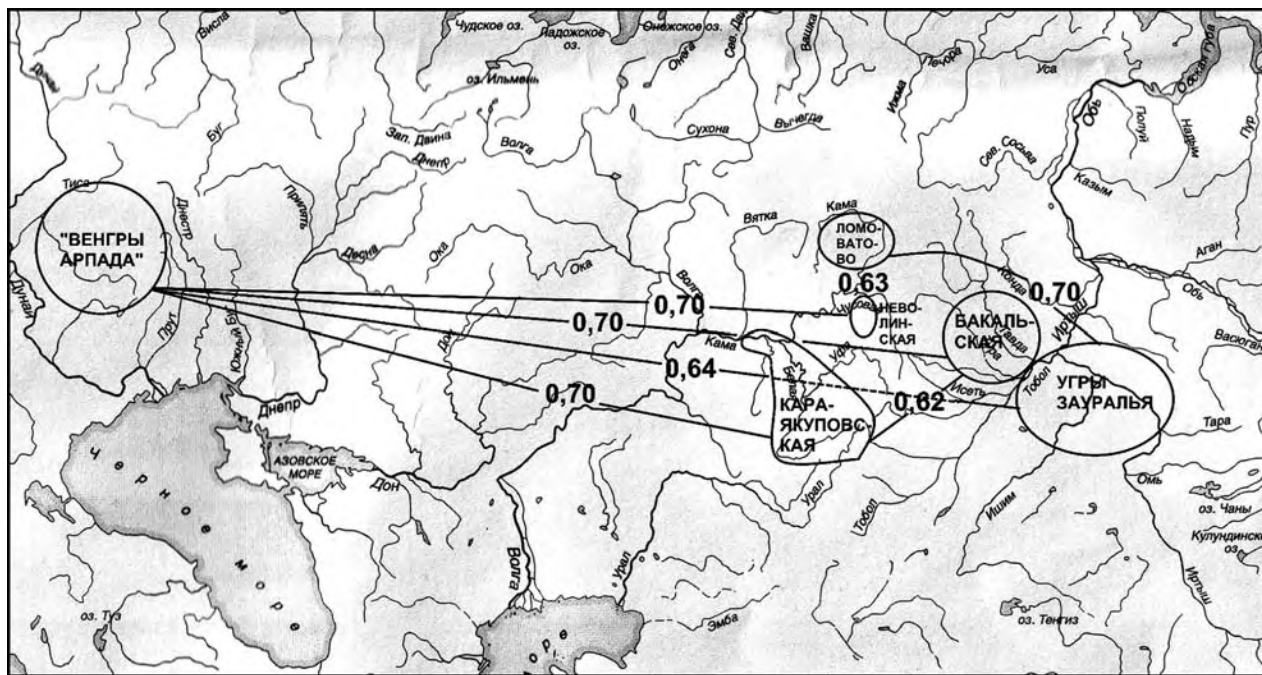 Чудское оз.
Ладожское
оз.
Онежское оз.
Сев. Дв
Вашка
Висла
оз. Ильмень
Онега
Печора
Ижма
Уса
Обская губа
Обь
Полуй
Надым
Пур
Буг
Зап. Двина
Волга
Сухона
Вычегда
Днепр
Сев. Сосьва
Казым
Тиса
Днестр
Припять
Десна
Ока
Ока
Вятка
Кама
ЛОМО-
ВАТО-
ВО
"ВЕНГРЫ
АРПАДА"
Аган
Обь
Дунай
Волг
0,63
Конда
0,70
Иртыш
Васюган
0,70
0,70
НЕВО-
ЛИН-
СКАЯ
БАКАЛЬ-
СКАЯ
Тавда
Прут
Южный Буг
Дон
Кама
Уфа
0,64
0,70
КАРА-
ЯКУПОВС-
КАЯ
0,62
Исеть
Тобол
УГРЫ
ЗАУРАЛЬЯ
Тара
Днепр
АЗОВСКОЕ
МОРЕ
Дон
Черное море
Волга
Урал
Урал
Тобол
Ишим
Омь
оз. Чаны
Кулундинское
оз.
Иртыш
оз. Туз
Эмба
оз. Тенгиз